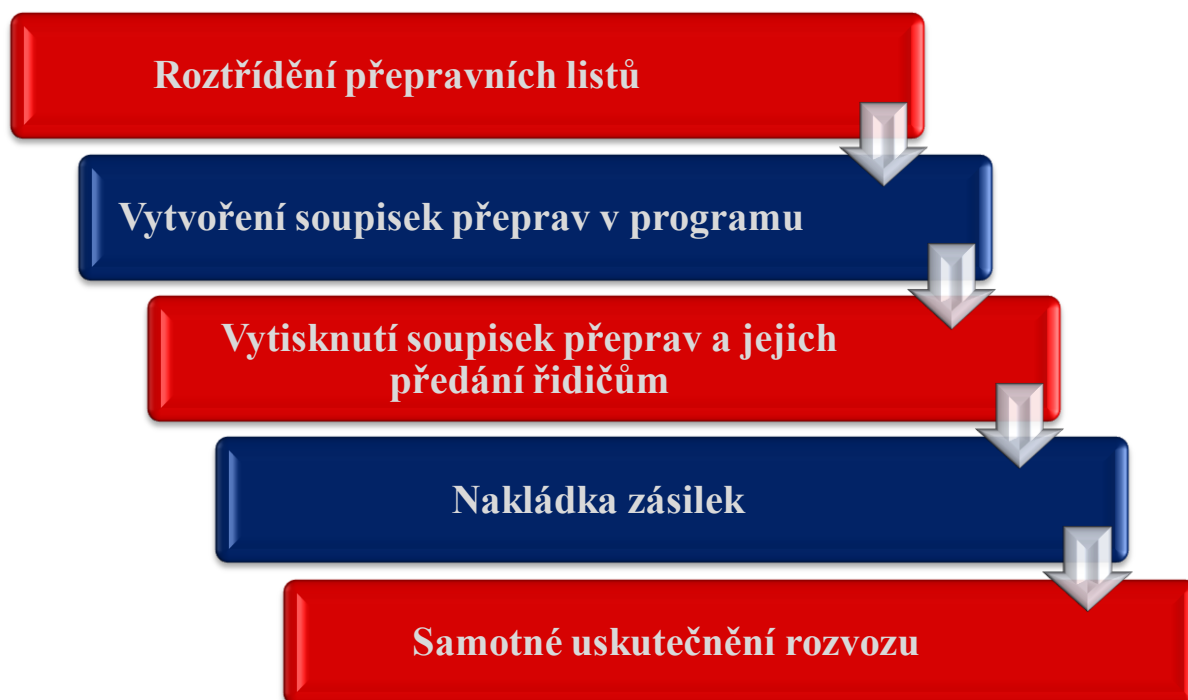 Roztřídění přepravních listů
Vytvoření soupisek přeprav v programu
Vytisknutí soupisek přeprav a jejich
předání řidičům
Nakládka zásilek
Samotné uskutečnění rozvozu